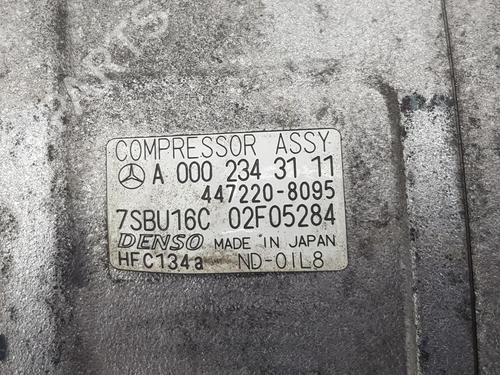 COMPRESSOR ASSY
A 000 234 31 11
447220-8095
7SBU16C 02F05284
DENSO MADE IN JAPAN
HFC134a ND-OIL8